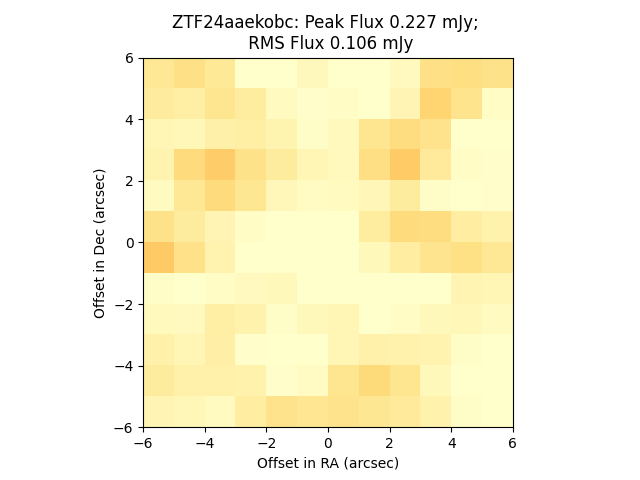 ZTF24aaekobc: Peak Flux 0.227 mJy;
RMS Flux 0.106 mJy
6
4
2
0
−2
−4
−6
Offset in Dec (arcsec)
−6 −4 −2 0 2 4 6
Offset in RA (arcsec)